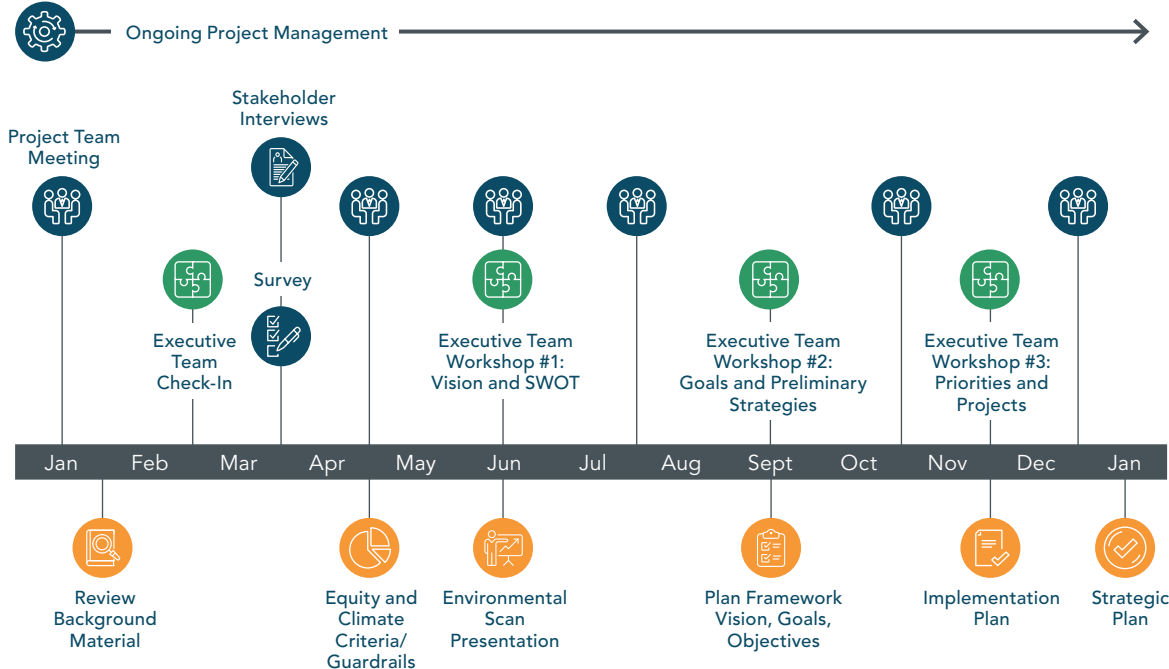 Ongoing Project Management
Project Team
Meeting
Stakeholder
Interviews
Survey
Executive
Team
Check-In
Executive Team
Workshop #1:
Vision and SWOT
Executive Team
Workshop #2:
Goals and Preliminary
Strategies
Executive Team
Workshop #3:
Priorities and
Projects
Jan Feb Mar Apr May Jun Jul Aug Sept Oct Nov Dec Jan
Review
Background
Material
Equity and
Climate
Criteria/
Guardrails
Environmental
Scan
Presentation
Plan Framework
Vision, Goals,
Objectives
Implementation
Plan
Strategic
Plan